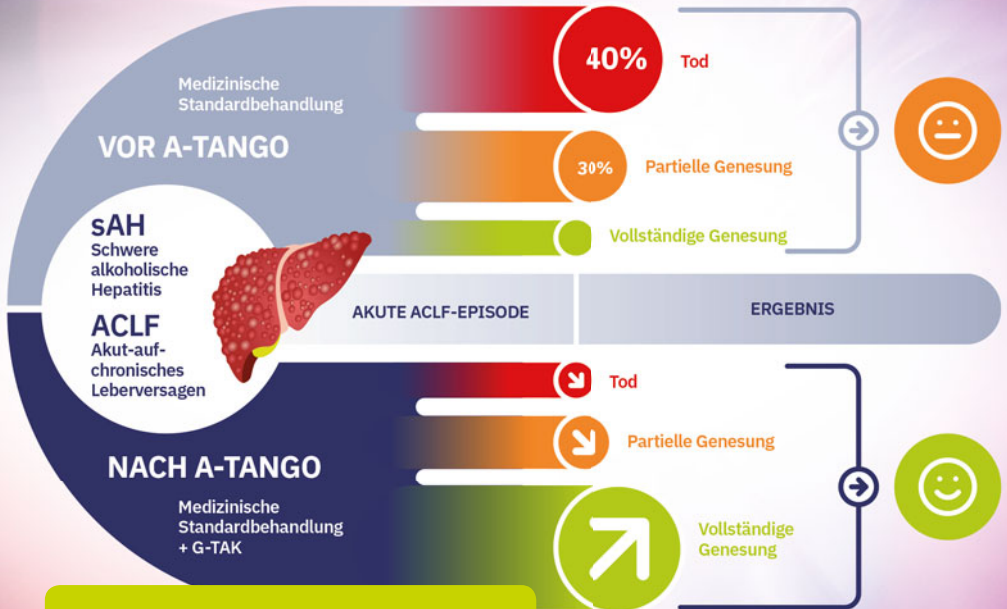 Medizinische
Standardbehandlung
VOR A-TANGO
40%
Tod
30%
Partielle Genesung
Vollständige Genesung
sAH
Schwere
alkoholische
Hepatitis
ACLF
Akut-auf-
chronisches
Leberversagen
AKUTE ACLF-EPISODE
ERGEBNIS
Tod
Partielle Genesung
Vollständige
Genesung
NACH A-TANGO
Medizinische
Standardbehandlung
+ G-TAK